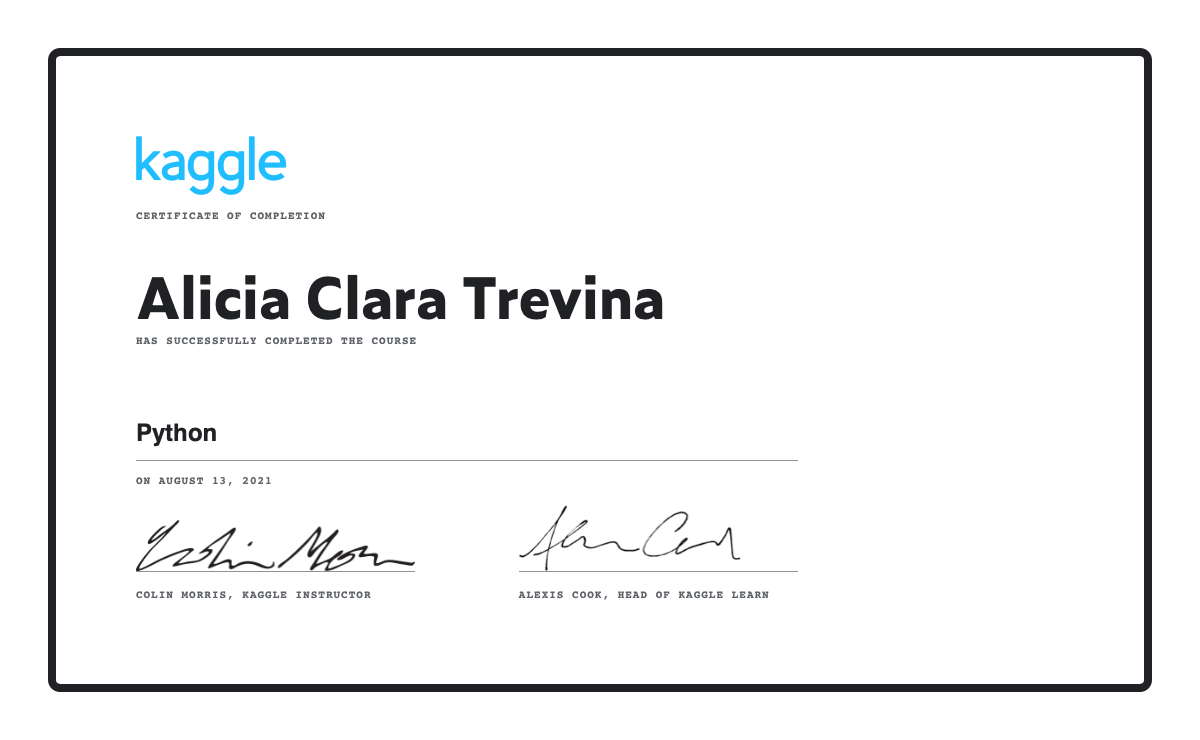 kaggle
CERTIFICATE OF COMPLETION
Alicia Clara Trevina
HAS SUCCESSFULLY COMPLETED THE COURSE
Python
ON AUGUST 13, 2021
Colin Morris
Alexis Cook
COLIN MORRIS, KAGGLE INSTRUCTOR
ALEXIS COOK, HEAD OF KAGGLE LEARN